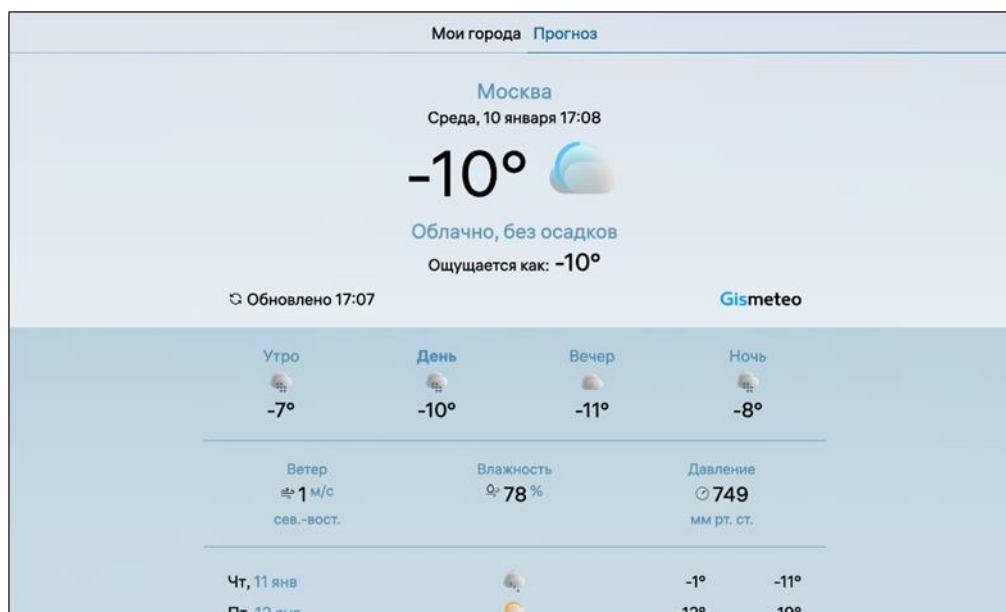 Мои города Прогноз
Москва
Среда, 10 января 17:08
-10°
Облачно, без осадков
Ощущается как: -10°
Обновлено 17:07 Gismeteo
Утро День Вечер Ночь
-7° -10° -11° -8°
Ветер Влажность Давление
1 м/с 78 % 749
сев.-вост. мм рт. ст.
Чт, 11 янв -1° -11°